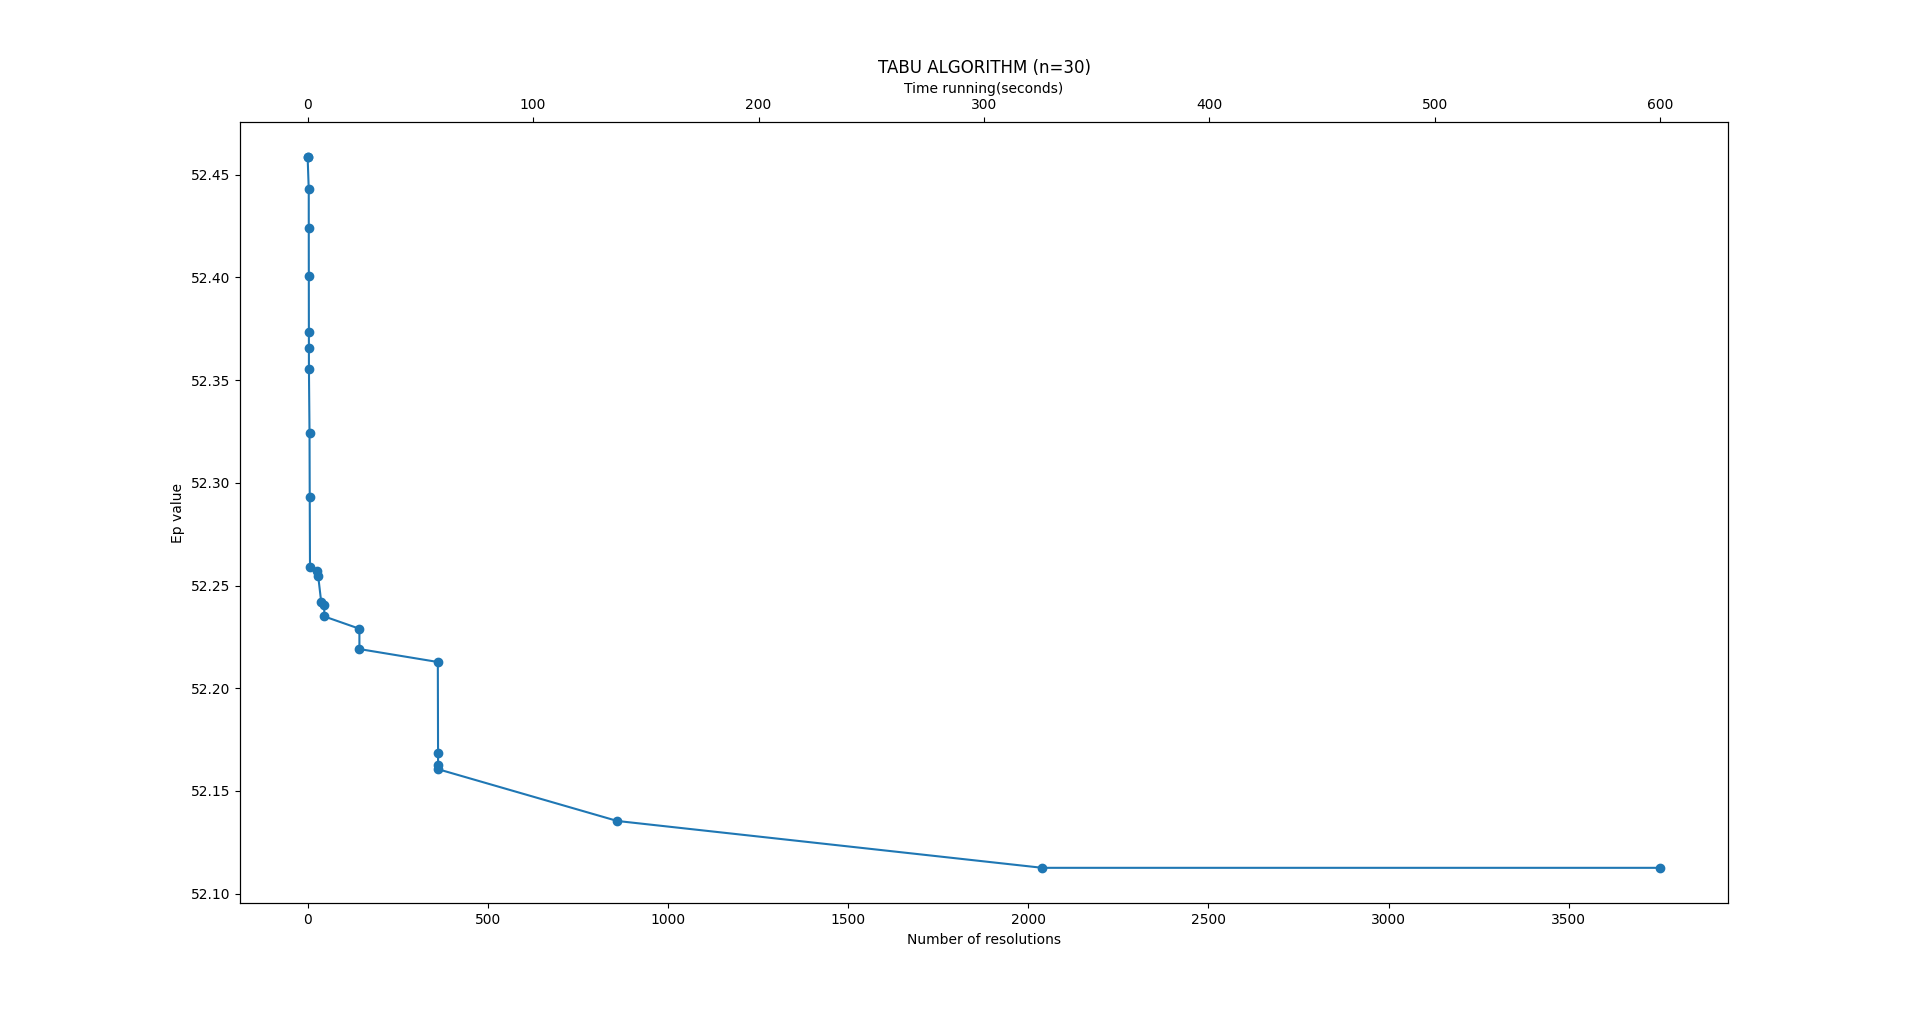 TABU ALGORITHM (n=30)
Time running(seconds)
0 100 200 300 400 500 600
52.45
52.40
52.35
52.30
52.25
52.20
52.15
52.10
Ep value
0 500 1000 1500 2000 2500 3000 3500
Number of resolutions